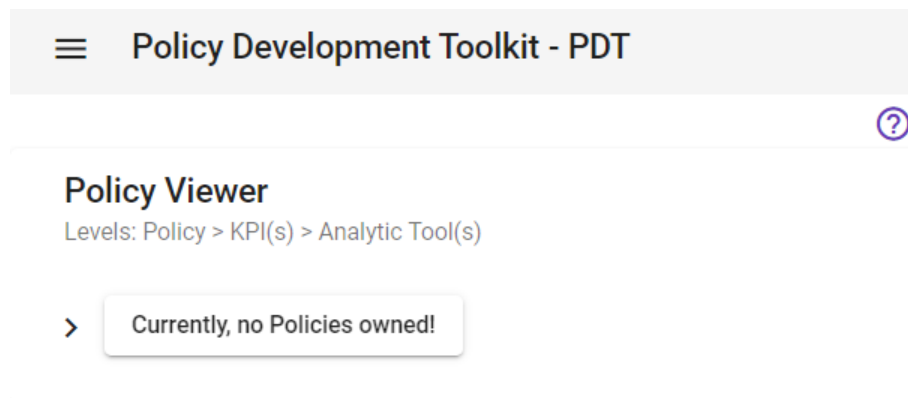 Policy Development Toolkit - PDT
?
Policy Viewer
Levels: Policy > KPI(s) > Analytic Tool(s)
Currently, no Policies owned!